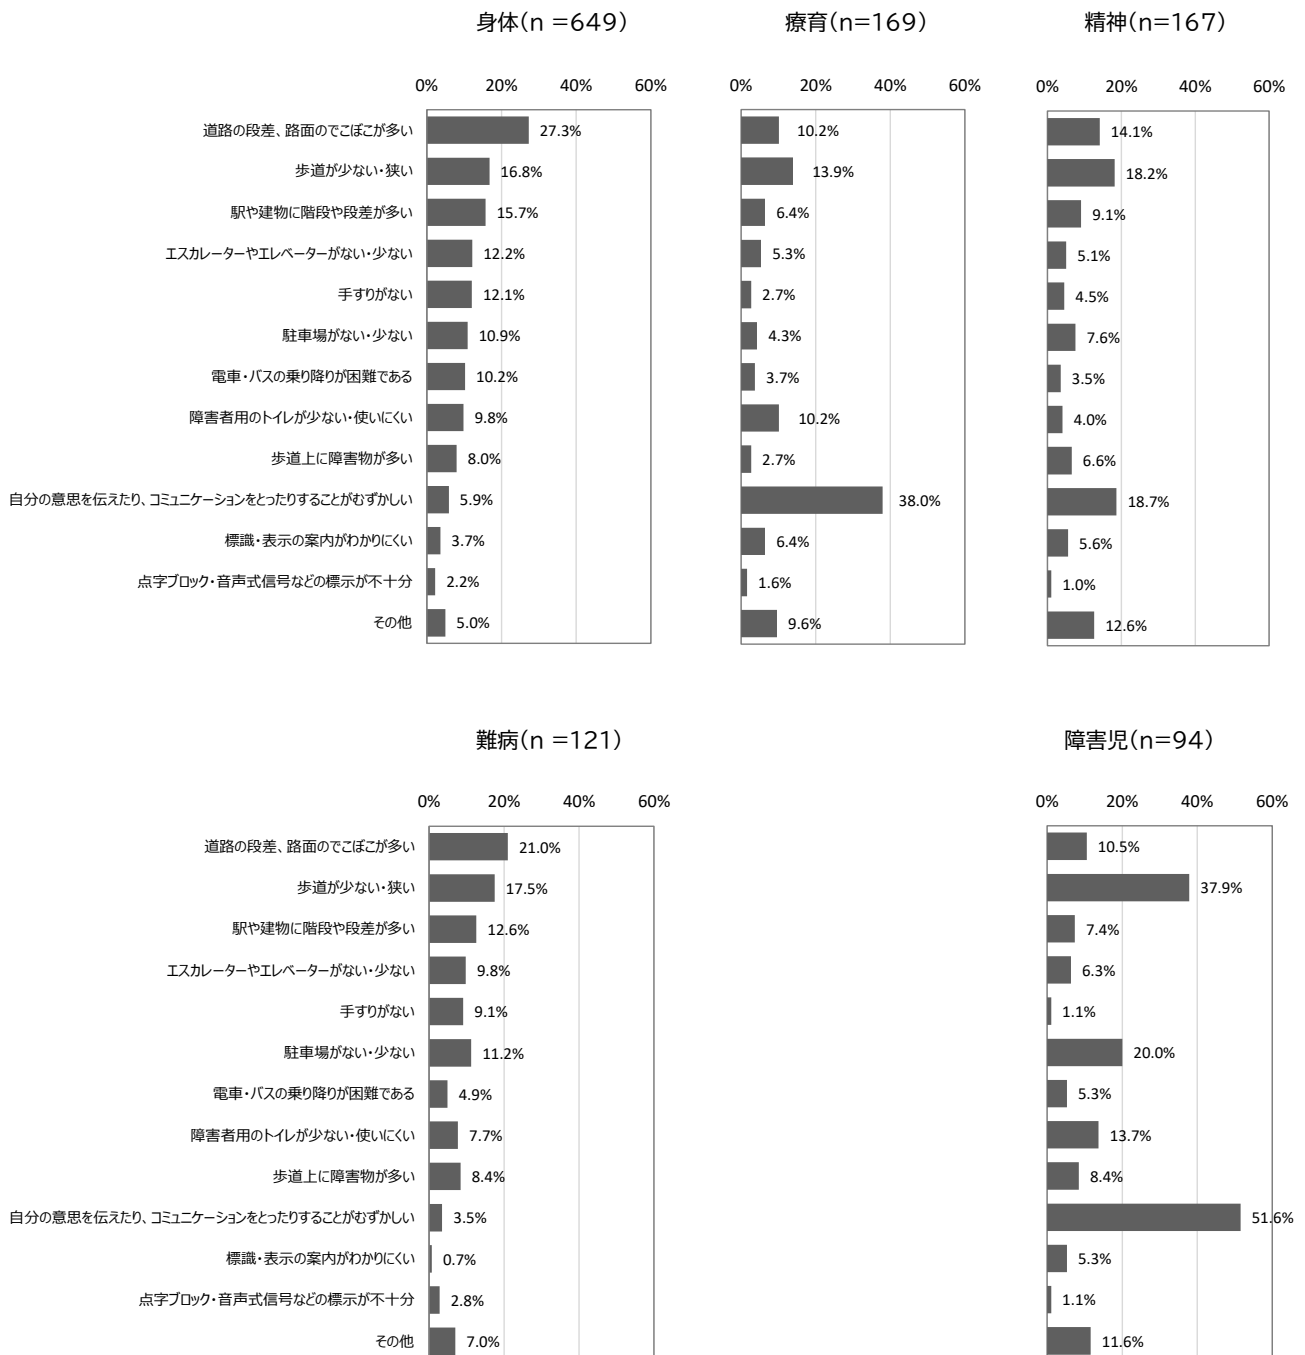 身体(n =649)
療育(n=169)
精神(n=167)
0% 20% 40% 60%
0% 20% 40% 60%
0% 20% 40% 60%
道路の段差、路面のでこぼこが多い 27.3% 10.2% 14.1%
歩道が少ない・狭い 16.8% 13.9% 18.2%
駅や建物に階段や段差が多い 15.7% 6.4% 9.1%
エスカレーターやエレベーターがない・少ない 12.2% 5.3% 5.1%
手すりがない 12.1% 2.7% 4.5%
駐車場がない・少ない 10.9% 4.3% 7.6%
電車・バスの乗り降りが困難である 10.2% 3.7% 3.5%
障害者用のトイレが少ない・使いにくい 9.8% 10.2% 4.0%
歩道上に障害物が多い 8.0% 2.7% 6.6%
自分の意思を伝えたり、コミュニケーションをとったりすることがむずかしい 5.9% 38.0% 18.7%
標識・表示の案内がわかりにくい 3.7% 6.4% 5.6%
点字ブロック・音声式信号などの標示が不十分 2.2% 1.6% 1.0%
その他 5.0% 9.6% 12.6%
難病(n =121)
障害児(n=94)
0% 20% 40% 60%
0% 20% 40% 60%
道路の段差、路面のでこぼこが多い 21.0% 10.5%
歩道が少ない・狭い 17.5% 37.9%
駅や建物に階段や段差が多い 12.6% 7.4%
エスカレーターやエレベーターがない・少ない 9.8% 6.3%
手すりがない 9.1% 1.1%
駐車場がない・少ない 11.2% 20.0%
電車・バスの乗り降りが困難である 4.9% 5.3%
障害者用のトイレが少ない・使いにくい 7.7% 13.7%
歩道上に障害物が多い 8.4% 8.4%
自分の意思を伝えたり、コミュニケーションをとったりすることがむずかしい 3.5% 51.6%
標識・表示の案内がわかりにくい 0.7% 5.3%
点字ブロック・音声式信号などの標示が不十分 2.8% 1.1%
その他 7.0% 11.6%